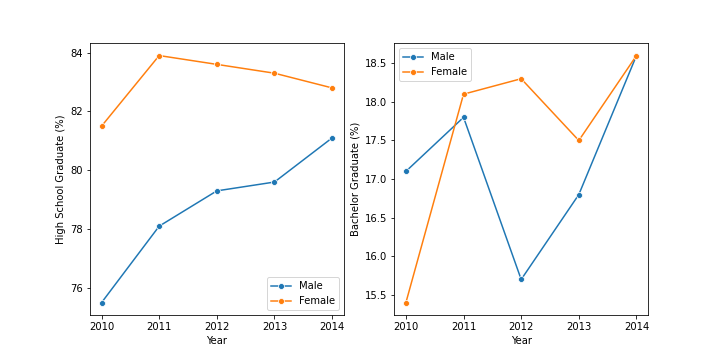 High School Graduate (%)
84
82
80
78
76
Male
Female
2010 2011 2012 2013 2014
Year
Bachelor Graduate (%)
18.5
18.0
17.5
17.0
16.5
16.0
15.5
Male
Female
2010 2011 2012 2013 2014
Year